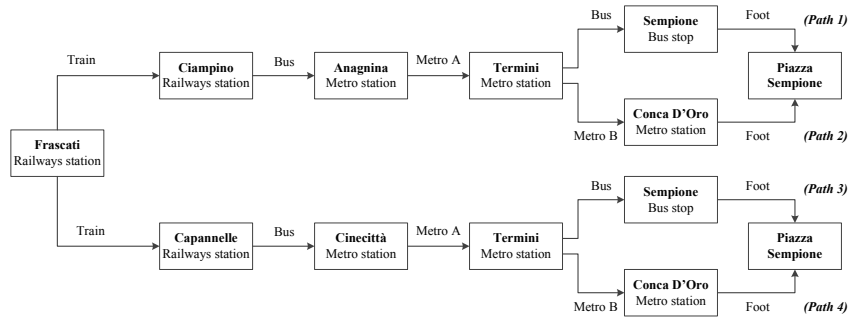 Bus
Sempione
Bus stop
Foot
(Path 1)
Train
Ciampino
Railways station
Bus
Anagnina
Metro station
Metro A
Termini
Metro station
Piazza
Sempione
Metro B
Conca D'Oro
Metro station
Foot
(Path 2)
Frascati
Railways station
Bus
Sempione
Bus stop
Foot
(Path 3)
Train
Capannelle
Railways station
Bus
Cinecittà
Metro station
Metro A
Termini
Metro station
Piazza
Sempione
Metro B
Conca D'Oro
Metro station
Foot
(Path 4)